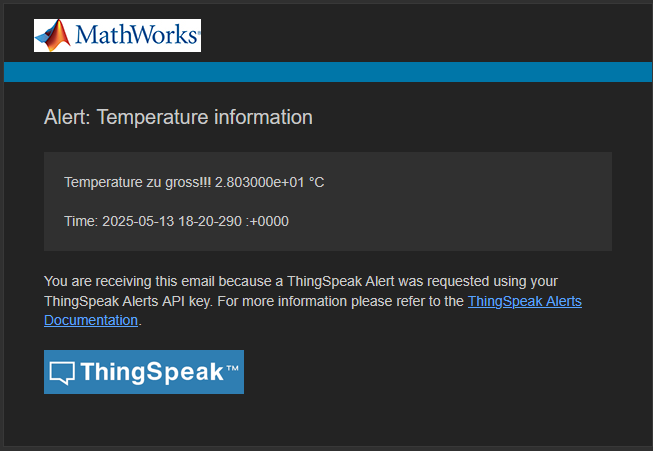 MathWorks®
Alert: Temperature information
Temperature zu gross!!! 2.803000e+01 °C
Time: 2025-05-13 18-20-290 :+0000
You are receiving this email because a ThingSpeak Alert was requested using your
ThingSpeak Alerts API key. For more information please refer to the ThingSpeak Alerts
Documentation.
ThingSpeak™